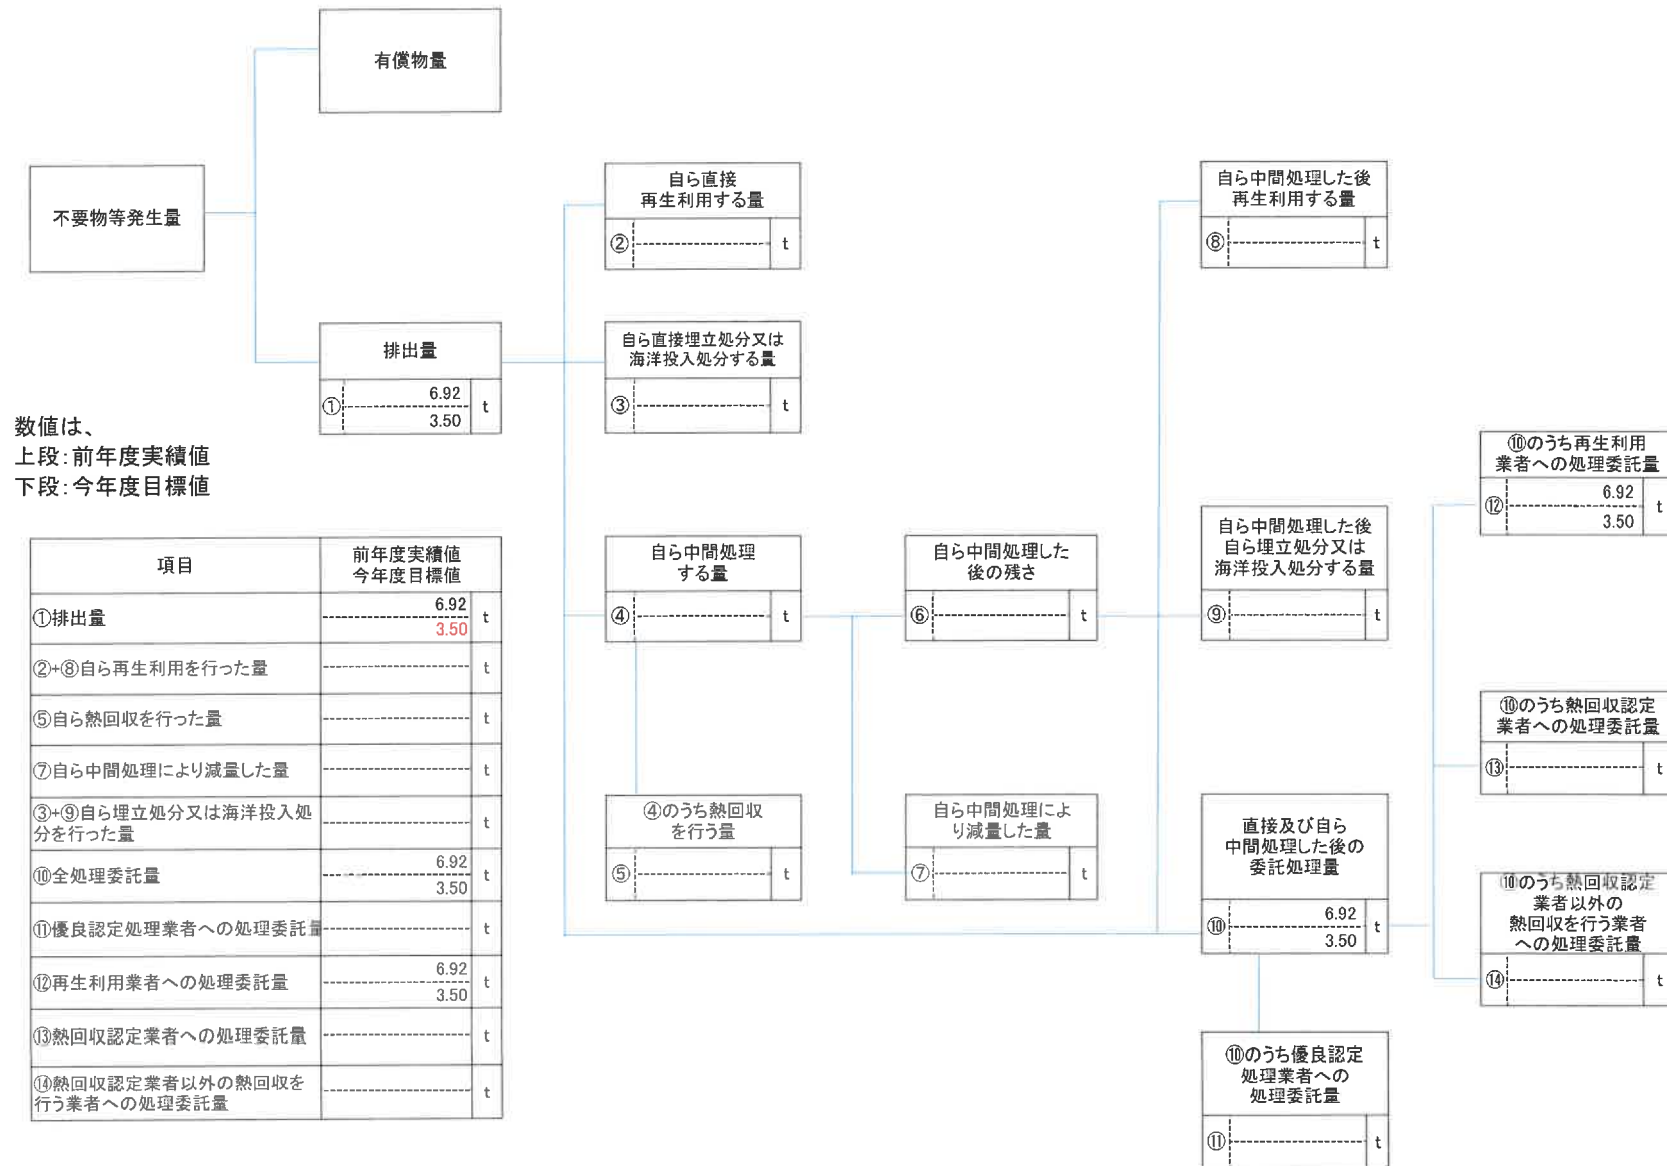 有償物量
不要物等発生量
自ら直接
再生利用する量
② t
自ら中間処理した後
再生利用する量
⑧ t
排出量
① 6.92 t
3.50
自ら直接埋立処分又は
海洋投入処分する量
③ t
数値は、
上段：前年度実績値
下段：今年度目標値
⑩のうち再生利用
業者への処理委託量
⑫ 6.92 t
3.50
自ら中間処理
する量
④ t
自ら中間処理した
後の残さ
⑥ t
自ら中間処理した後
自ら埋立処分又は
海洋投入処分する量
⑨ t
⑩のうち熱回収認定
業者への処理委託量
⑬ t
④のうち熱回収
を行う量
⑤ t
自ら中間処理によ
り減量した量
⑦ t
直接及び自ら
中間処理した後の
委託処理量
⑩ 6.92 t
3.50
⑩のうち熱回収認定
業者以外の
熱回収を行う業者
への処理委託量
⑭ t
⑩のうち優良認定
処理業者への
処理委託量
⑪ t
項目 前年度実績値
今年度目標値
①排出量 6.92 t
3.50
②+⑧自ら再生利用を行った量 t
⑤自ら熱回収を行った量 t
⑦自ら中間処理により減量した量 t
③+⑨自ら埋立処分又は海洋投入処
分を行った量 t
⑩全処理委託量 6.92 t
3.50
⑪優良認定処理業者への処理委託量 t
⑫再生利用業者への処理委託量 6.92 t
3.50
⑬熱回収認定業者への処理委託量 t
⑭熱回収認定業者以外の熱回収を
行う業者への処理委託量 t